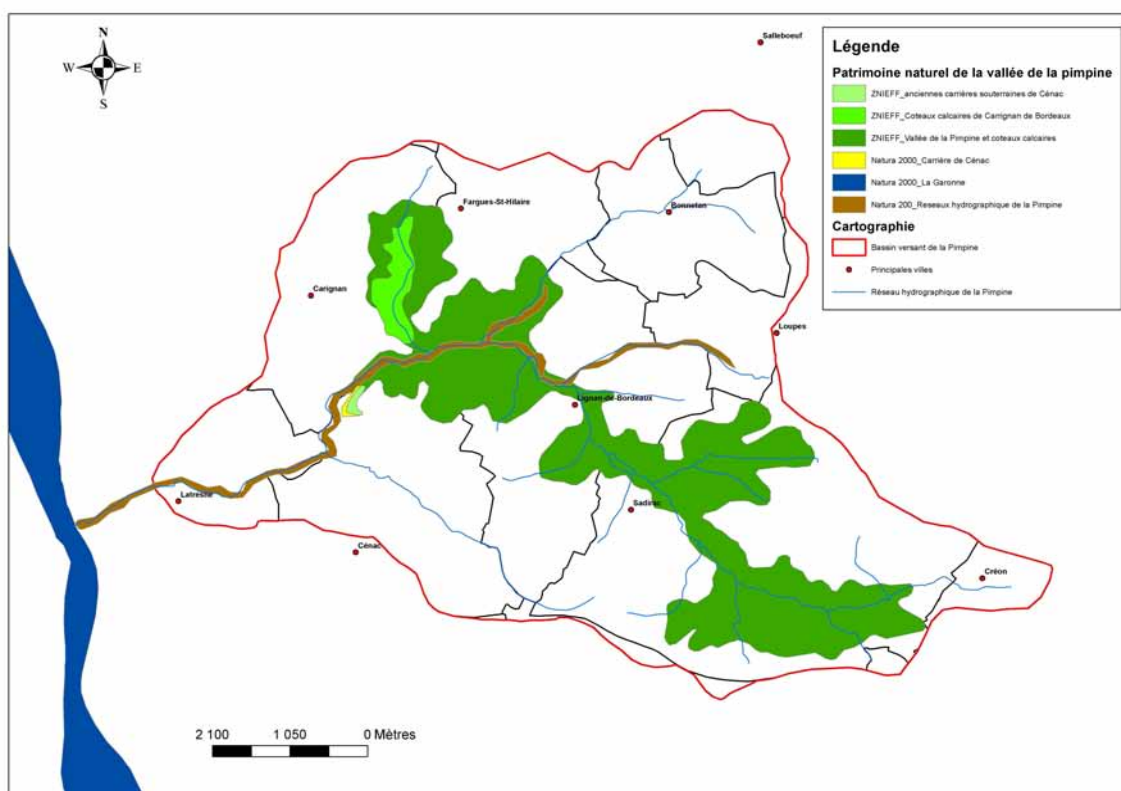 N
W E
S
Salleboeuf
Légende
Patrimoine naturel de la vallée de la pimpine
ZNIEFF_anciennes carrières souterraines de Cénac
ZNIEFF_Coteaux calcaires de Carrignan de Bordeaux
ZNIEFF_Vallée de la Pimpine et coteaux calcaires
Natura 2000_Carrière de Cénac
Natura 2000_La Garonne
Natura 200_Reseaux hydrographique de la Pimpine
Cartographie
Bassin versant de la Pimpine
Principales villes
Réseau hydrographique de la Pimpine
Fargues-St-Hilaire
Bonnetan
Carignan
Loupes
Lignan-de-Bordeaux
Latresne
Sadirac
Cénac
Créon
2 100 1 050 0 Mètres